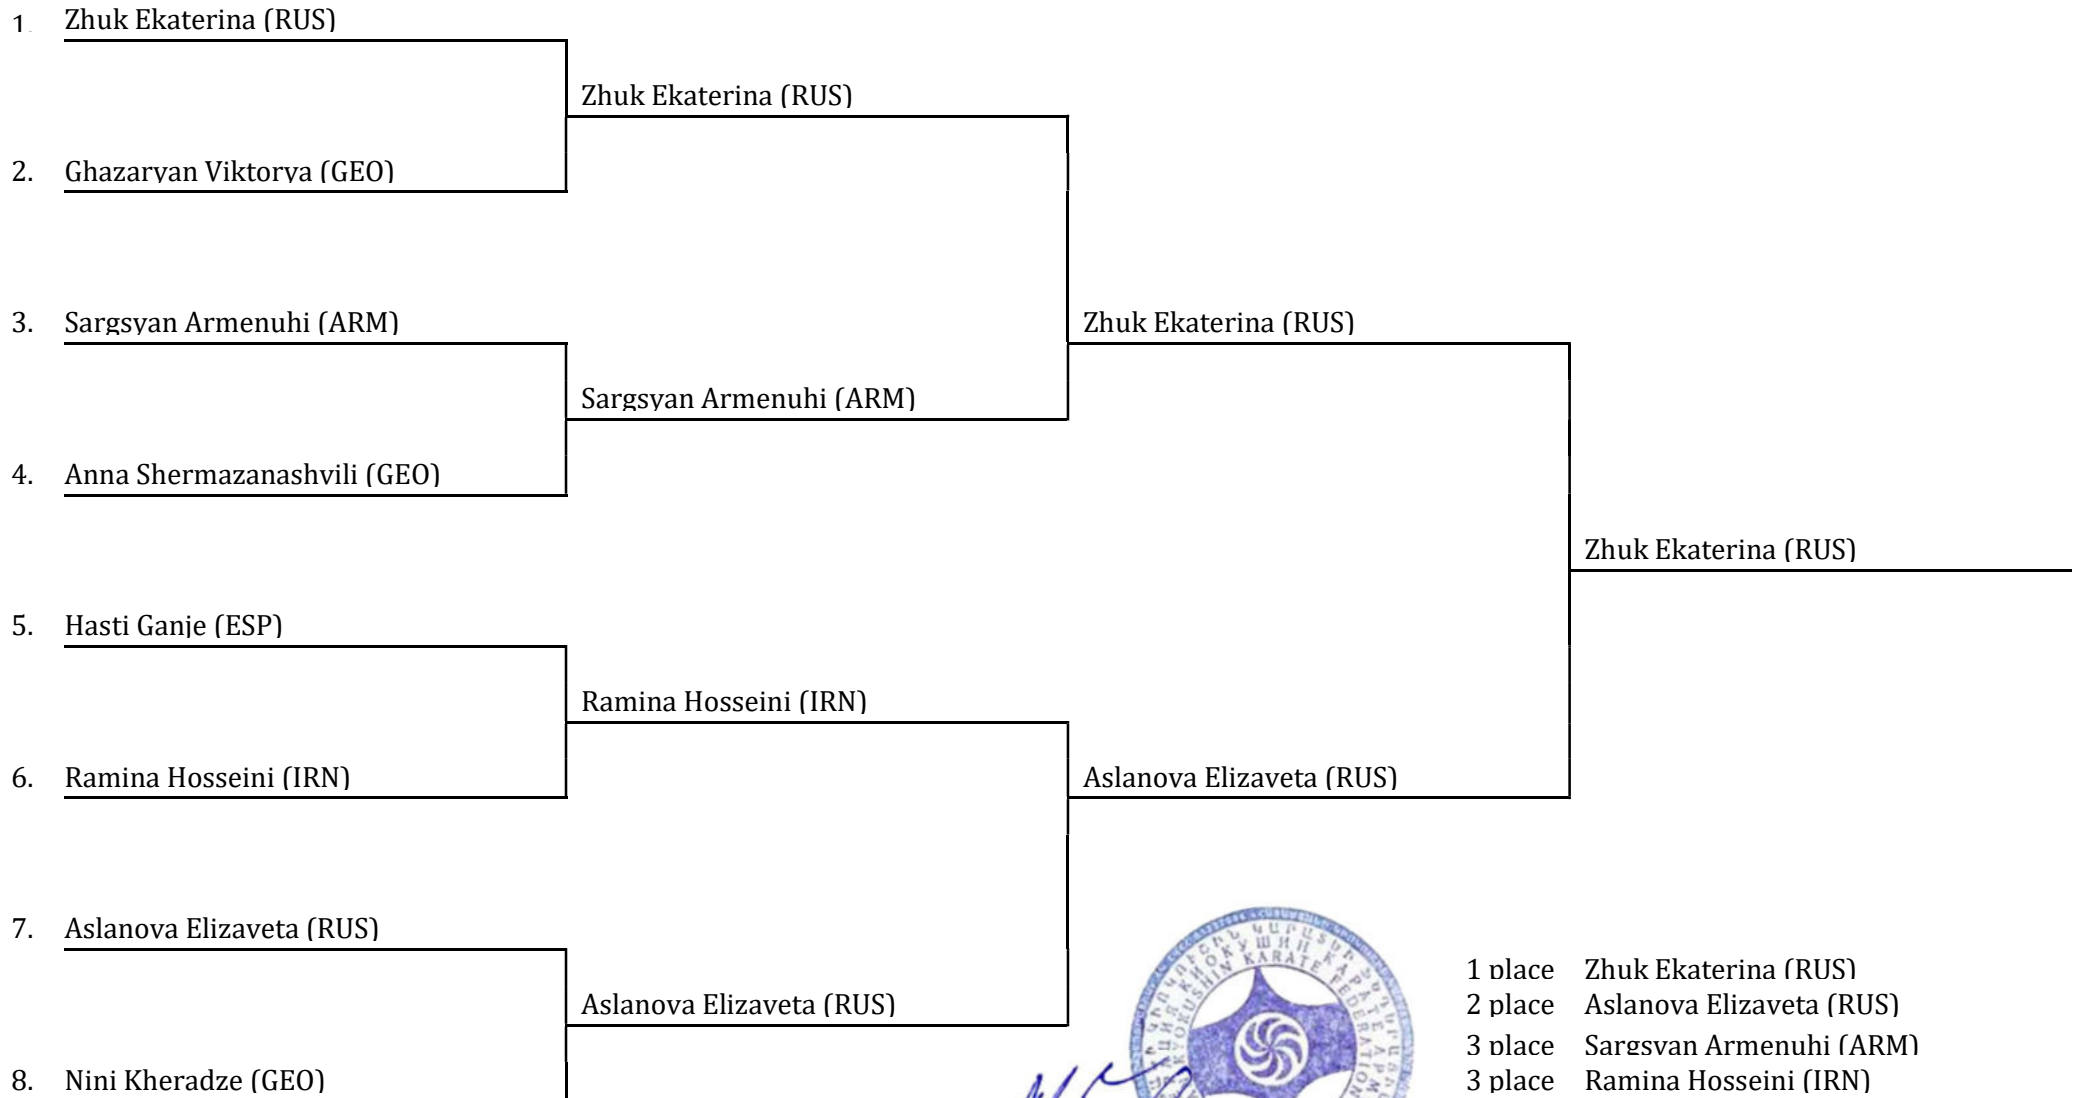 1. Zhuk Ekaterina (RUS)
Zhuk Ekaterina (RUS)
2. Ghazaryan Viktorya (GEO)
3. Sargsyan Armenuhi (ARM)
Zhuk Ekaterina (RUS)
Sargsyan Armenuhi (ARM)
4. Anna Shermazanashvili (GEO)
Zhuk Ekaterina (RUS)
5. Hasti Ganje (ESP)
Ramina Hosseini (IRN)
6. Ramina Hosseini (IRN)
Aslanova Elizaveta (RUS)
7. Aslanova Elizaveta (RUS)
Aslanova Elizaveta (RUS)
8. Nini Kheradze (GEO)
KYOKUSHIN KARATE FEDERATION
1 place Zhuk Ekaterina (RUS)
2 place Aslanova Elizaveta (RUS)
3 place Sargsyan Armenuhi (ARM)
3 place Ramina Hosseini (IRN)